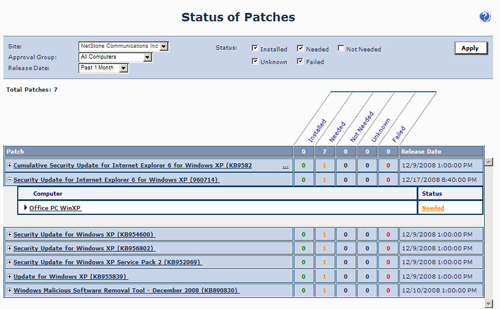 Status of Patches
Site: NetStone Communications Inc
Status: Installed Needed Not Needed
Approval Group: All Computers
Unknown Failed
Release Date: Past 1 Month
Apply
Total Patches: 7
Installed
Needed
Not Needed
Unknown
Failed
Patch 0 7 0 0 0 Release Date
Cumulative Security Update for Internet Explorer 6 for Windows XP (KB9582 ... 0 1 0 0 0 12/9/2008 1:00:00 PM
Security Update for Internet Explorer 6 for Windows XP (960714) 0 1 0 0 0 12/17/2008 8:40:00 PM
Computer Status
Office PC WinXP Needed
Security Update for Windows XP (KB954600) 0 1 0 0 0 12/9/2008 1:00:00 PM
Security Update for Windows XP (KB956802) 0 1 0 0 0 12/9/2008 1:00:00 PM
Security Update for Windows XP Service Pack 2 (KB952069) 0 1 0 0 0 12/9/2008 1:00:00 PM
Update for Windows XP (KB955839) 0 1 0 0 0 12/9/2008 1:00:00 PM
Windows Malicious Software Removal Tool - December 2008 (KB890830) 0 1 0 0 0 12/10/2008 1:00:00 PM